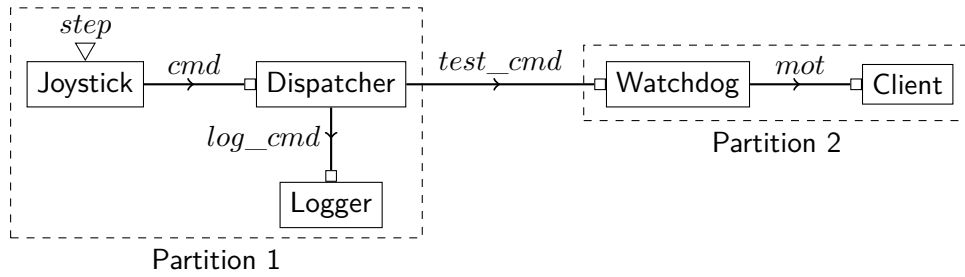 step
Joystick
cmd
Dispatcher
test_cmd
Watchdog
mot
Client
log_cmd
Logger
Partition 1
Partition 2